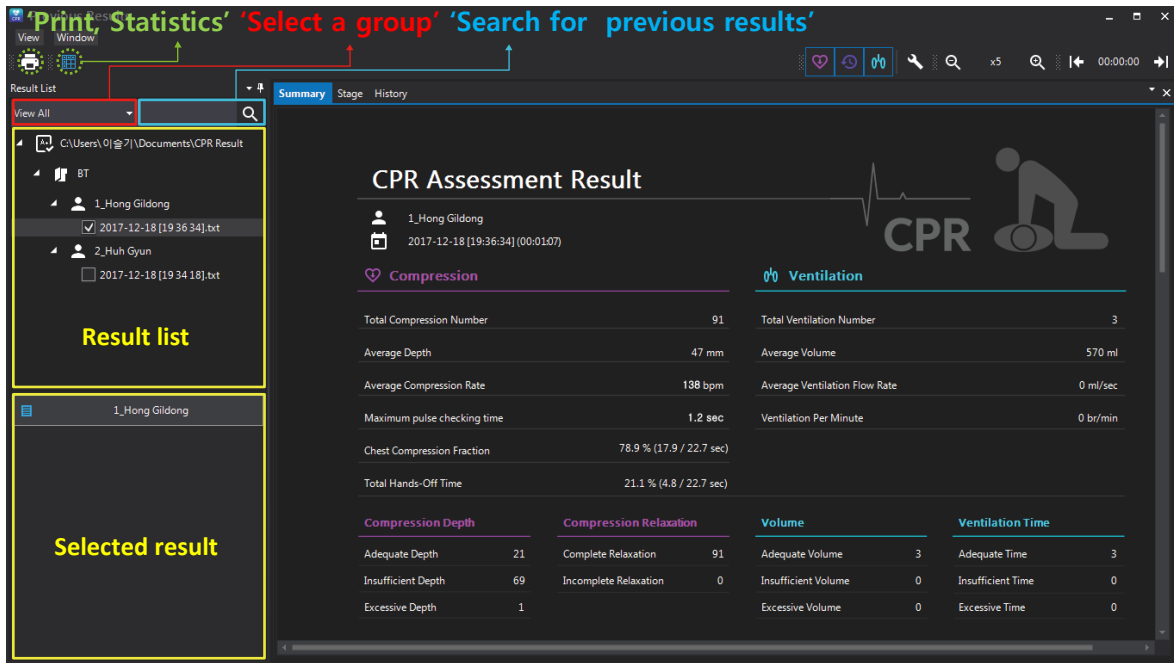 'Print, Statistics' 'Select a group' 'Search for previous results'
View Window
x5 00:00:00
Result List
Summary Stage History
View All
C:\Users\이슬기\Documents\CPR Result
BT
1_Hong Gildong
2017-12-18 [19 36 34].txt
2_Huh Gyun
2017-12-18 [19 34 18].txt
Result list
1_Hong Gildong
Selected result
CPR Assessment Result
CPR
1_Hong Gildong
2017-12-18 [19:36:34] (00:01:07)
Compression
Total Compression Number 91
Average Depth 47 mm
Average Compression Rate 138 bpm
Maximum pulse checking time 1.2 sec
Chest Compression Fraction 78.9 % (17.9 / 22.7 sec)
Total Hands-Off Time 21.1 % (4.8 / 22.7 sec)
Ventilation
Total Ventilation Number 3
Average Volume 570 ml
Average Ventilation Flow Rate 0 ml/sec
Ventilation Per Minute 0 br/min
Compression Depth
Adequate Depth 21
Insufficient Depth 69
Excessive Depth 1
Compression Relaxation
Complete Relaxation 91
Incomplete Relaxation 0
Volume
Adequate Volume 3
Insufficient Volume 0
Excessive Volume 0
Ventilation Time
Adequate Time 3
Insufficient Time 0
Excessive Time 0